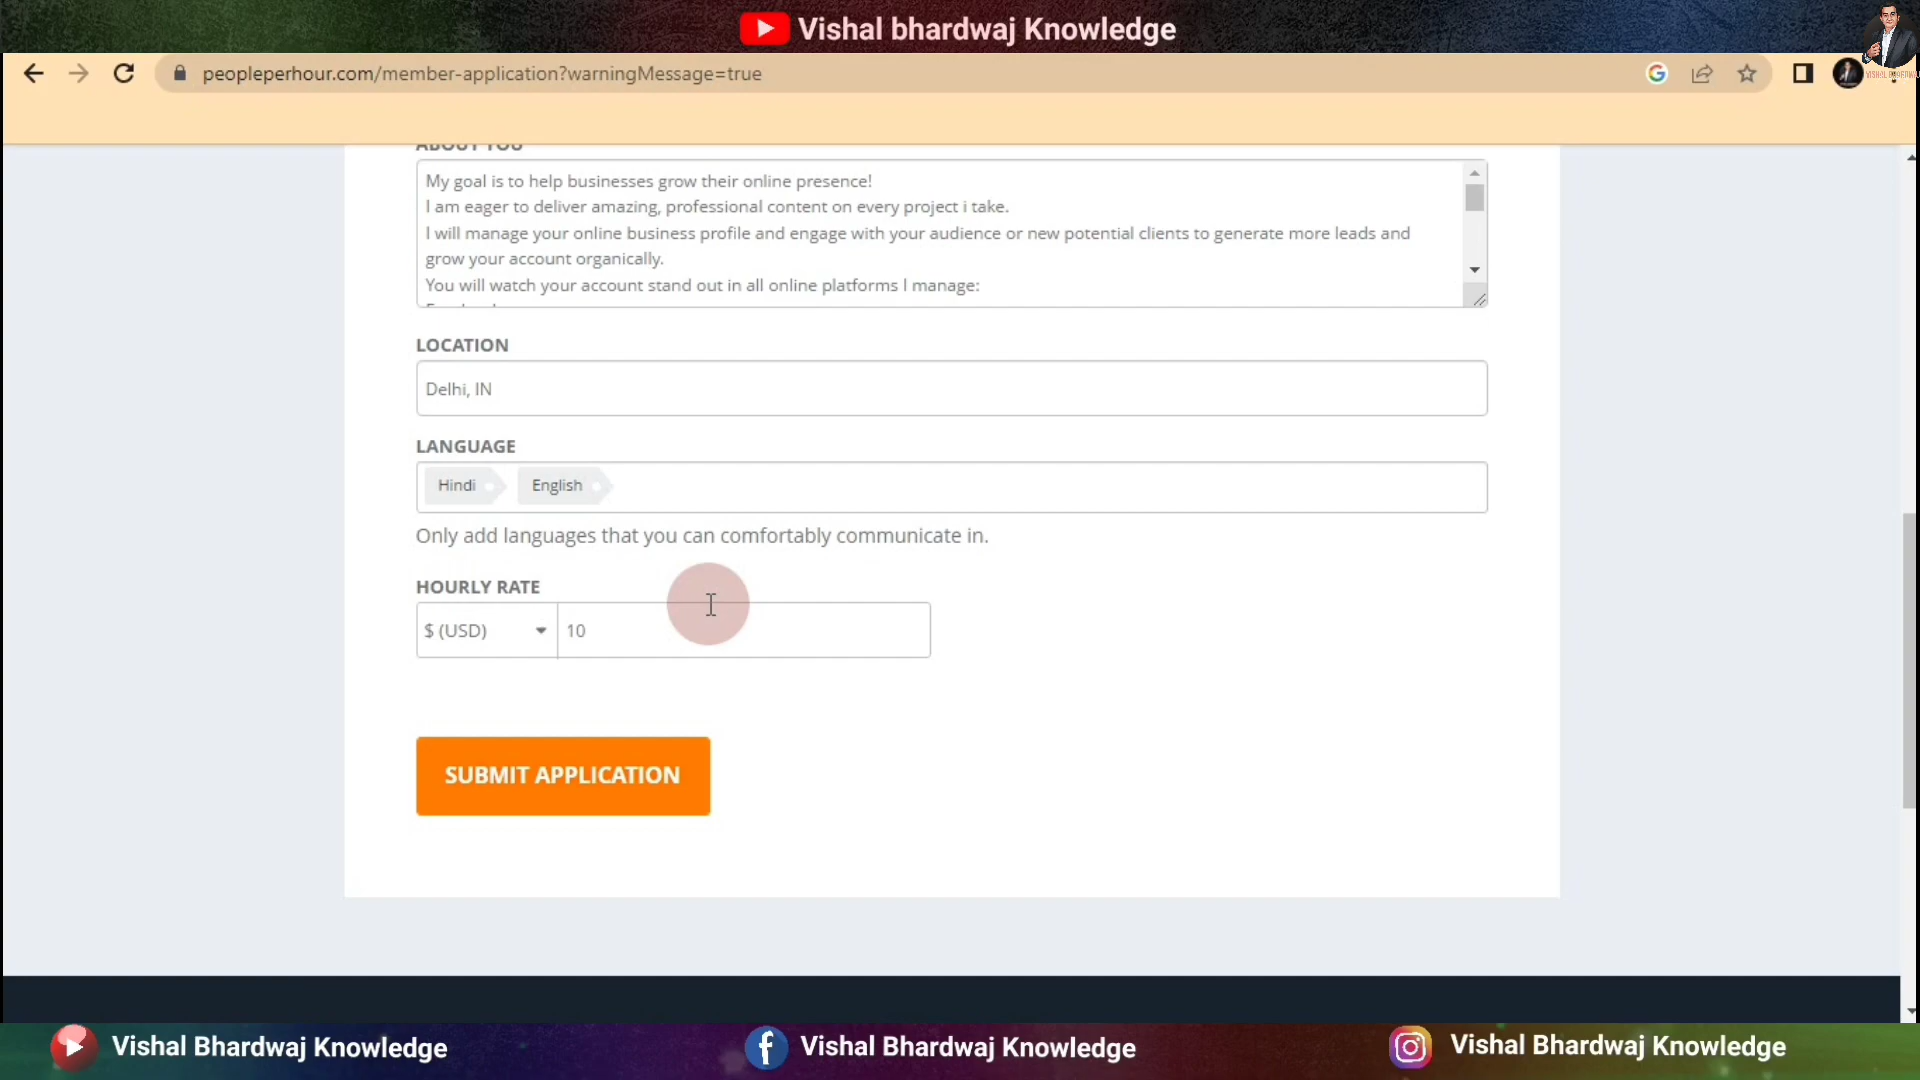 Vishal bhardwaj Knowledge
peopleperhour.com/member-application?warningMessage=true
ABOUT YOU
My goal is to help businesses grow their online presence!
I am eager to deliver amazing, professional content on every project i take.
I will manage your online business profile and engage with your audience or new potential clients to generate more leads and
grow your account organically.
You will watch your account stand out in all online platforms I manage:
LOCATION
Delhi, IN
LANGUAGE
Hindi English
Only add languages that you can comfortably communicate in.
HOURLY RATE
$ (USD) 10
SUBMIT APPLICATION
Vishal Bhardwaj Knowledge Vishal Bhardwaj Knowledge Vishal Bhardwaj Knowledge